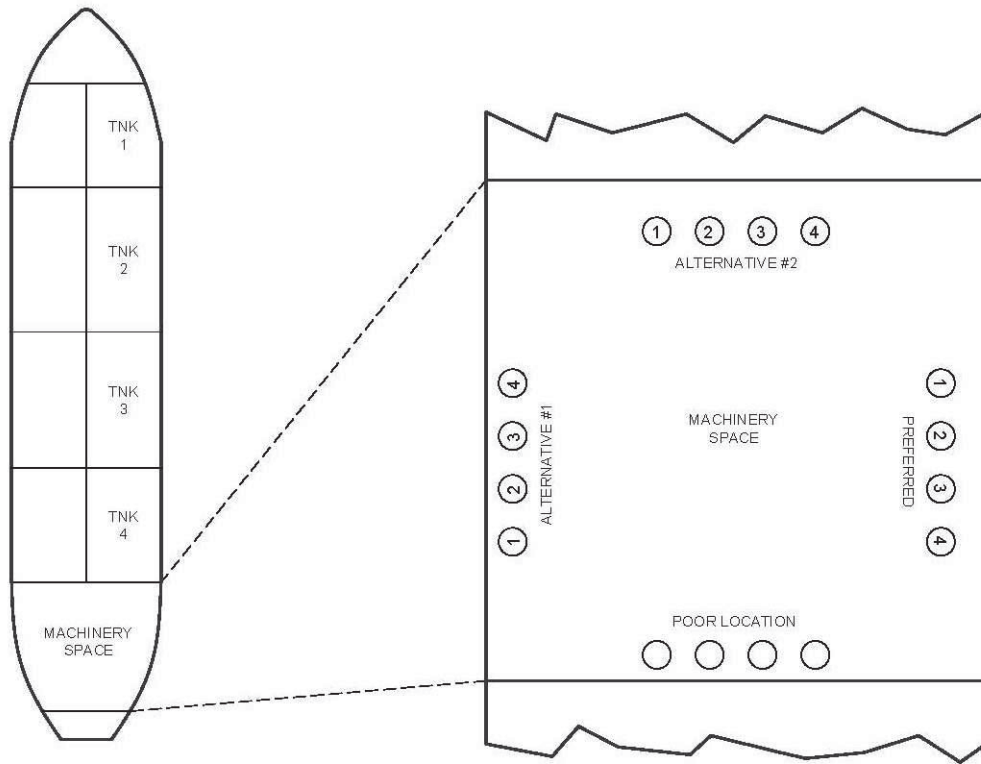 TNK
1
TNK
2
TNK
3
TNK
4
MACHINERY
SPACE
1 2 3 4
ALTERNATIVE #2
4
3
2
1
ALTERNATIVE #1
MACHINERY
SPACE
PREFERRED
1
2
3
4
POOR LOCATION